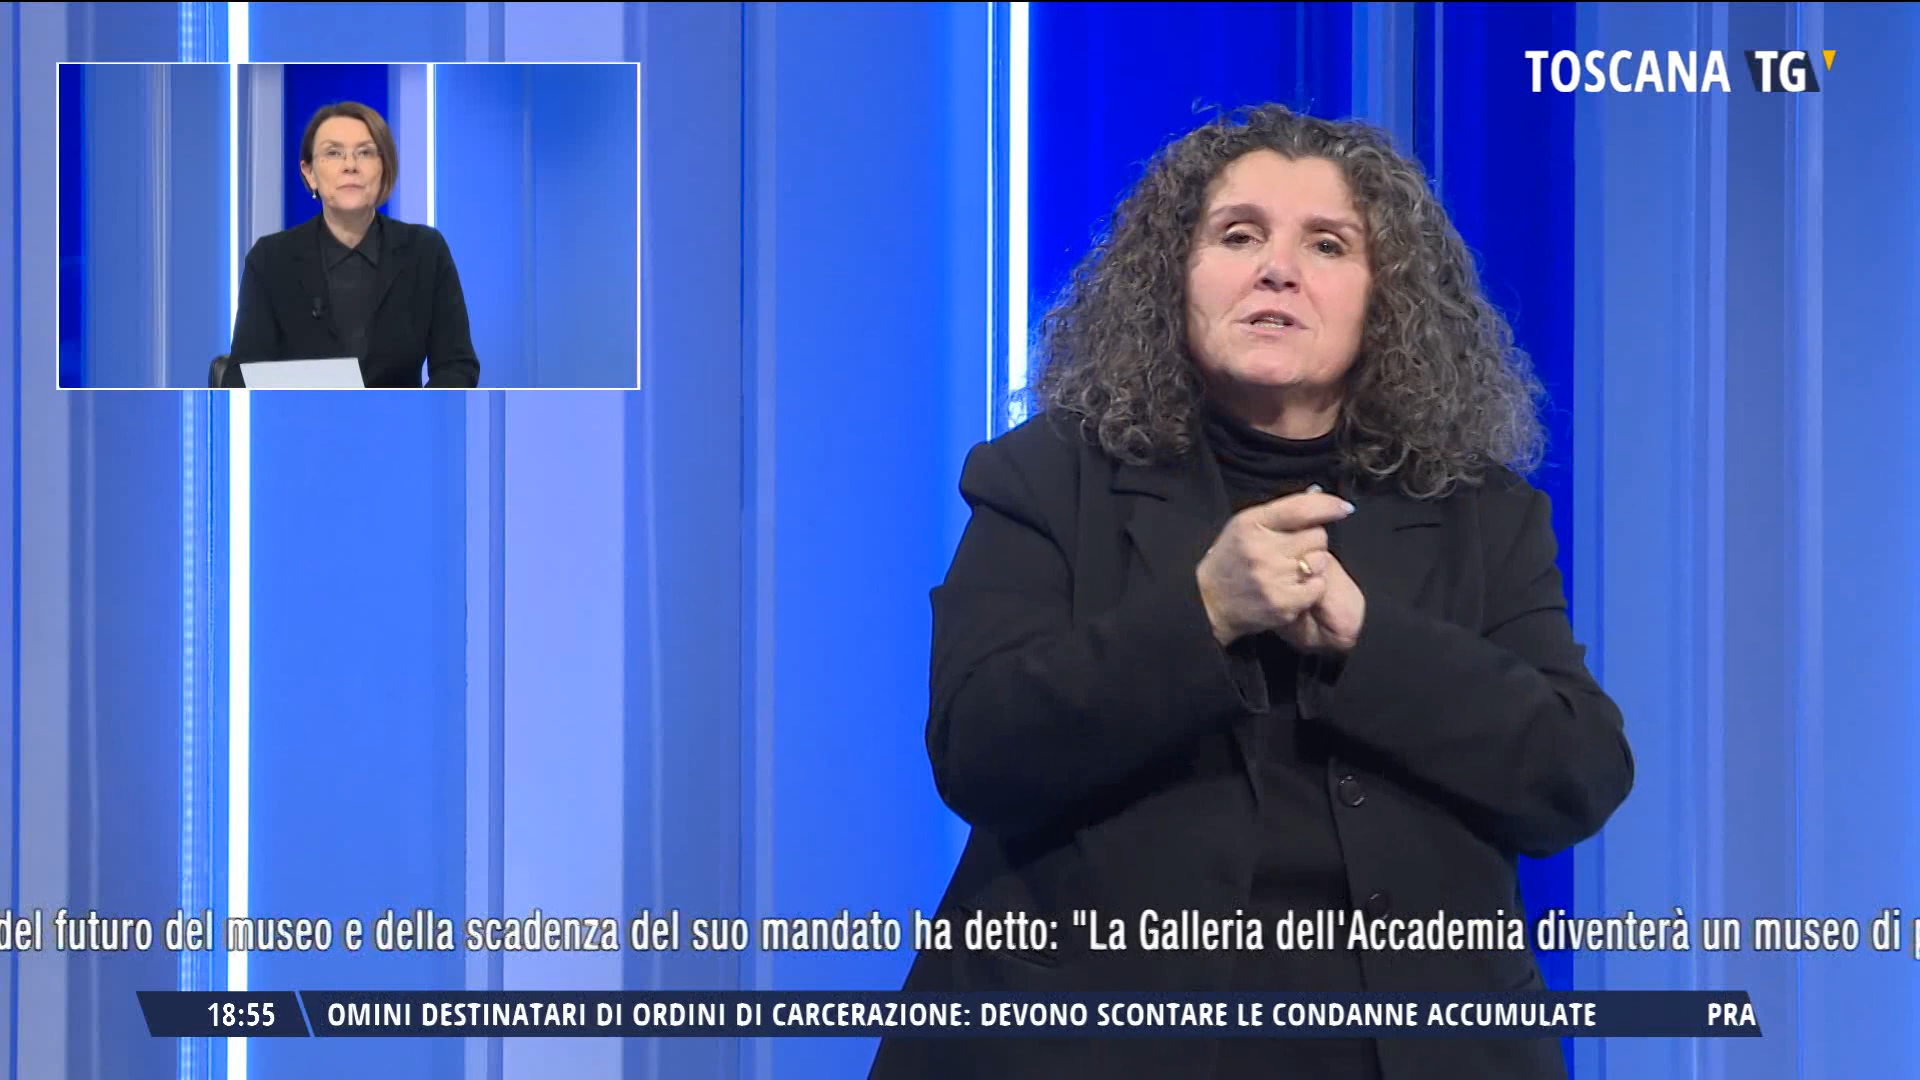 TOSCANA TG
del futuro del museo e della scadenza del suo mandato ha detto: "La Galleria dell'Accademia diventerà un museo di
18:55 OMINI DESTINATARI DI ORDINI DI CARCERAZIONE: DEVONO SCONTARE LE CONDANNE ACCUMULATE PRA